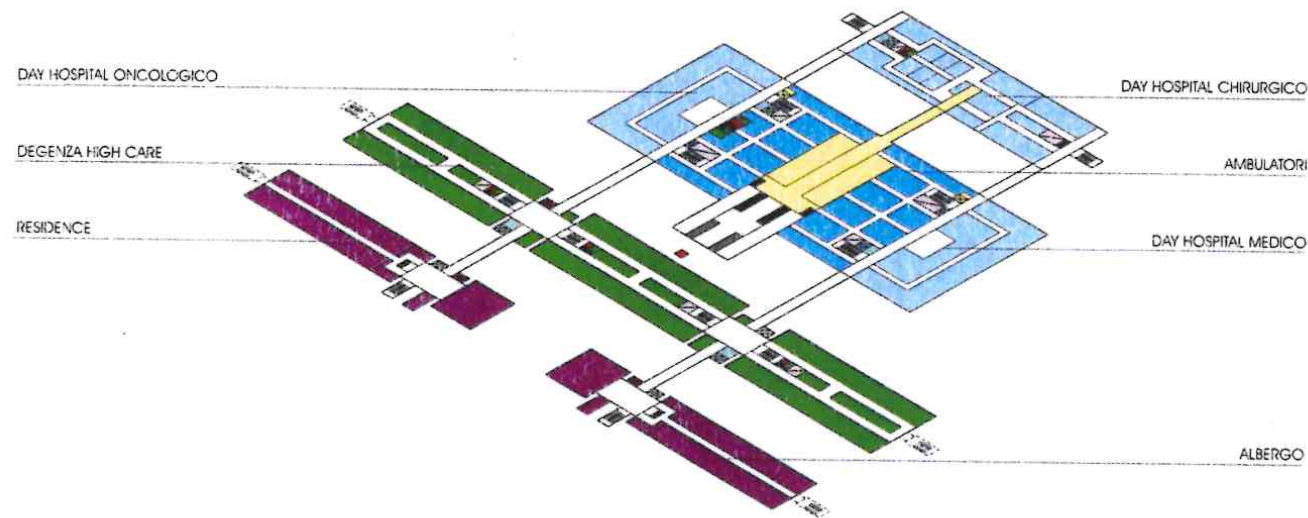 DAY HOSPITAL ONCOLOGICO
DEGENZA HIGH CARE
RESIDENCE
DAY HOSPITAL CHIRURGICO
AMBULATORI
DAY HOSPITAL MEDICO
ALBERGO